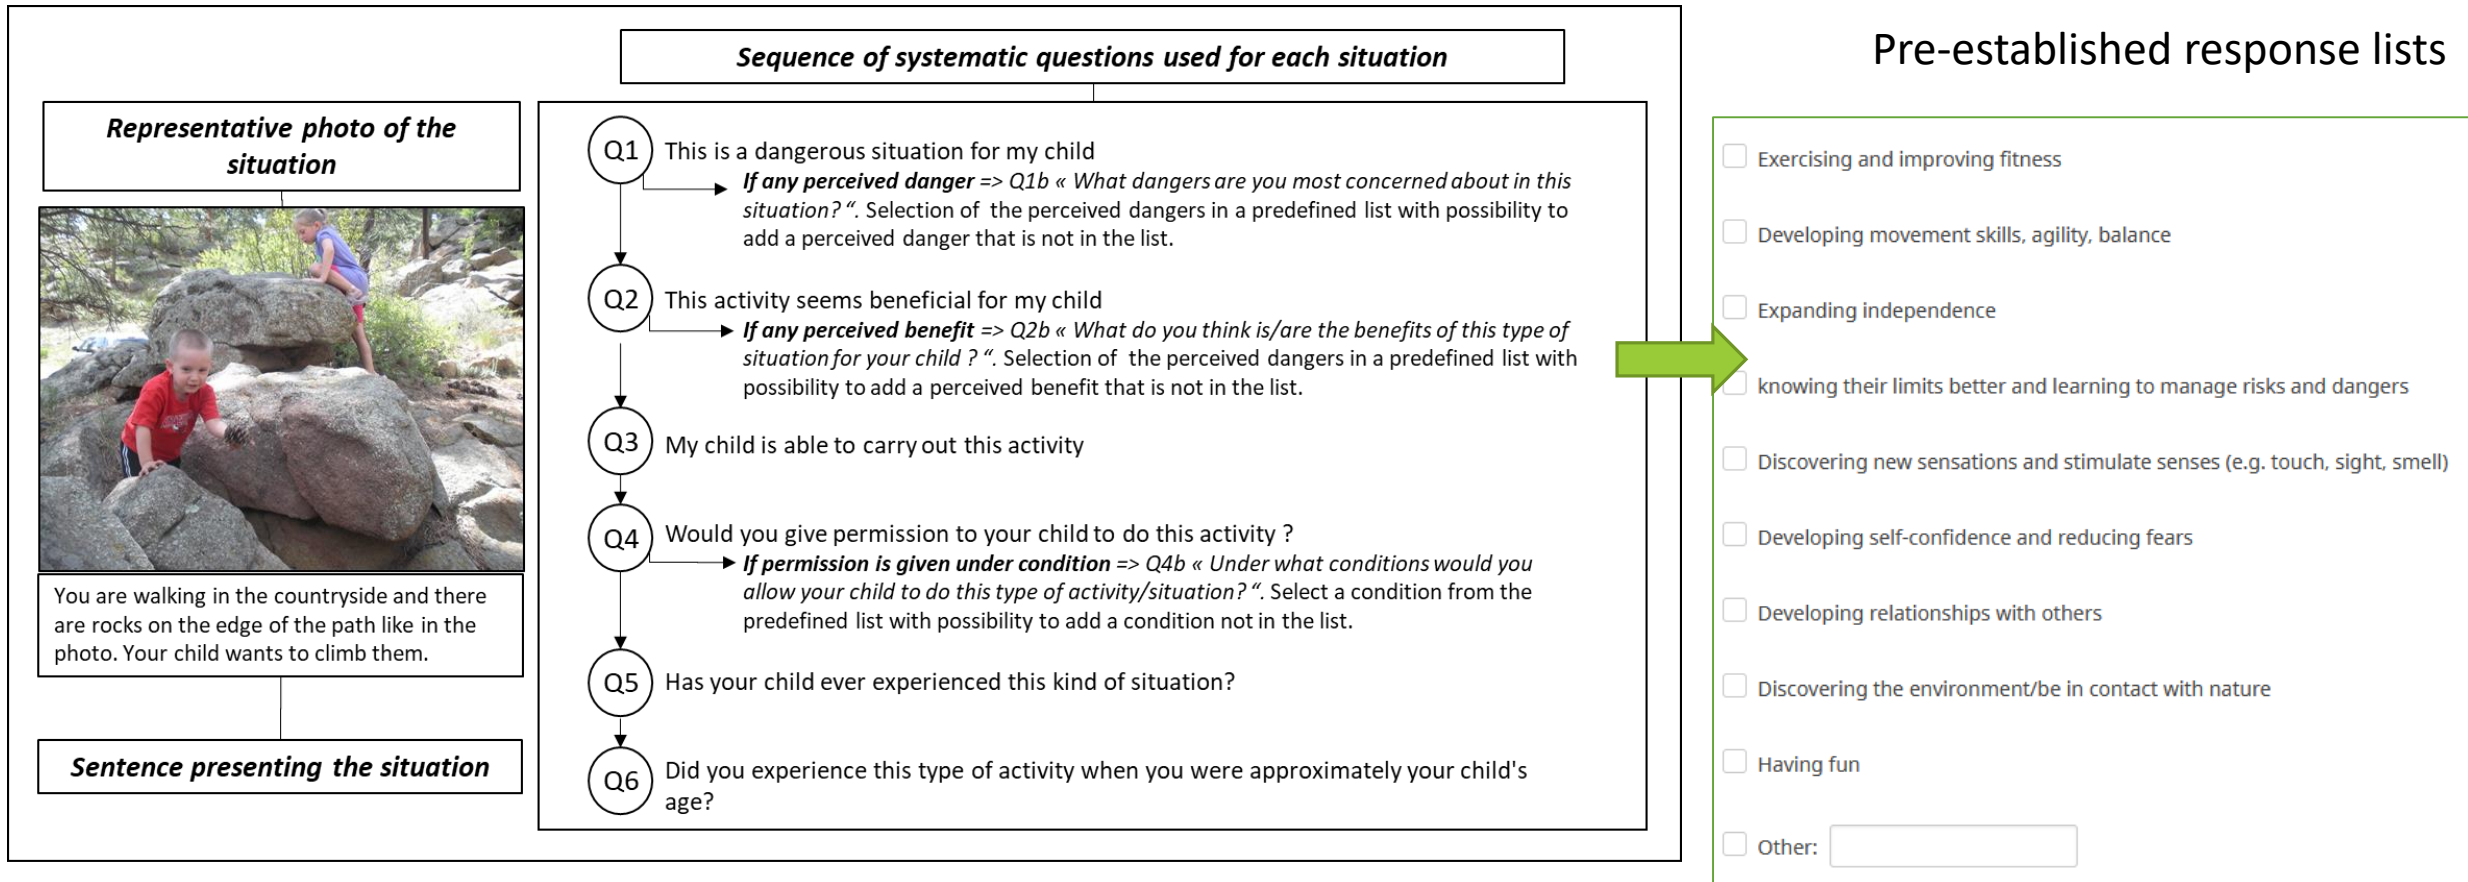 Sequence of systematic questions used for each situation
Pre-established response lists
Representative photo of the
situation
You are walking in the countryside and there
are rocks on the edge of the path like in the
photo. Your child wants to climb them.
Sentence presenting the situation
Q1 This is a dangerous situation for my child
If any perceived danger => Q1b « What dangers are you most concerned about in this
situation? “. Selection of the perceived dangers in a predefined list with possibility to
add a perceived danger that is not in the list.
Q2 This activity seems beneficial for my child
If any perceived benefit => Q2b « What do you think is/are the benefits of this type of
situation for your child ? “. Selection of the perceived dangers in a predefined list with
possibility to add a perceived benefit that is not in the list.
Q3 My child is able to carry out this activity
Q4 Would you give permission to your child to do this activity ?
If permission is given under condition => Q4b « Under what conditions would you
allow your child to do this type of activity/situation? “. Select a condition from the
predefined list with possibility to add a condition not in the list.
Q5 Has your child ever experienced this kind of situation?
Q6 Did you experience this type of activity when you were approximately your child's
age?
Exercising and improving fitness
Developing movement skills, agility, balance
Expanding independence
knowing their limits better and learning to manage risks and dangers
Discovering new sensations and stimulate senses (e.g. touch, sight, smell)
Developing self-confidence and reducing fears
Developing relationships with others
Discovering the environment/be in contact with nature
Having fun
Other: